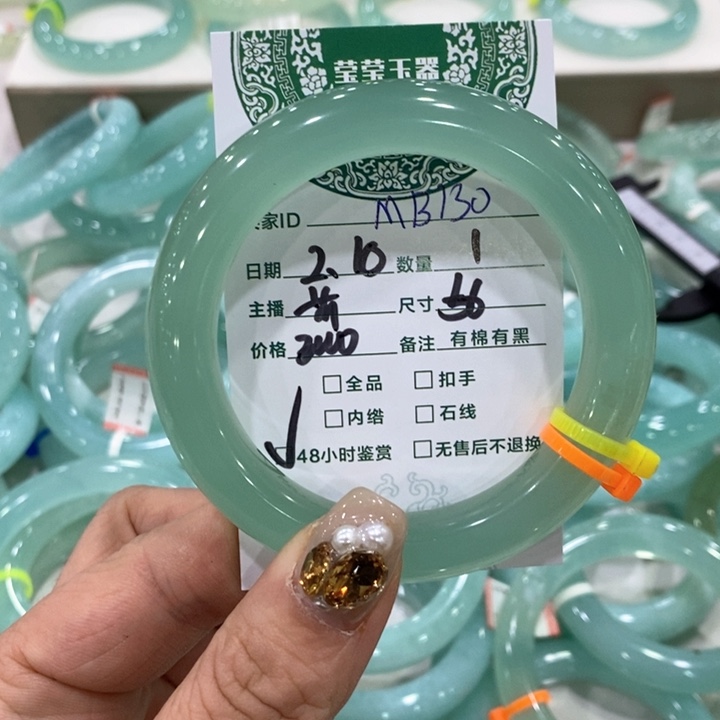 莹莹玉器
家ID MB130
日期 2.10 数量 1
主播 尺寸 56
价格 2000 备注 有棉有黑
□全品 □扣手
□内绺 □石线
√48小时鉴赏 □无售后不退换